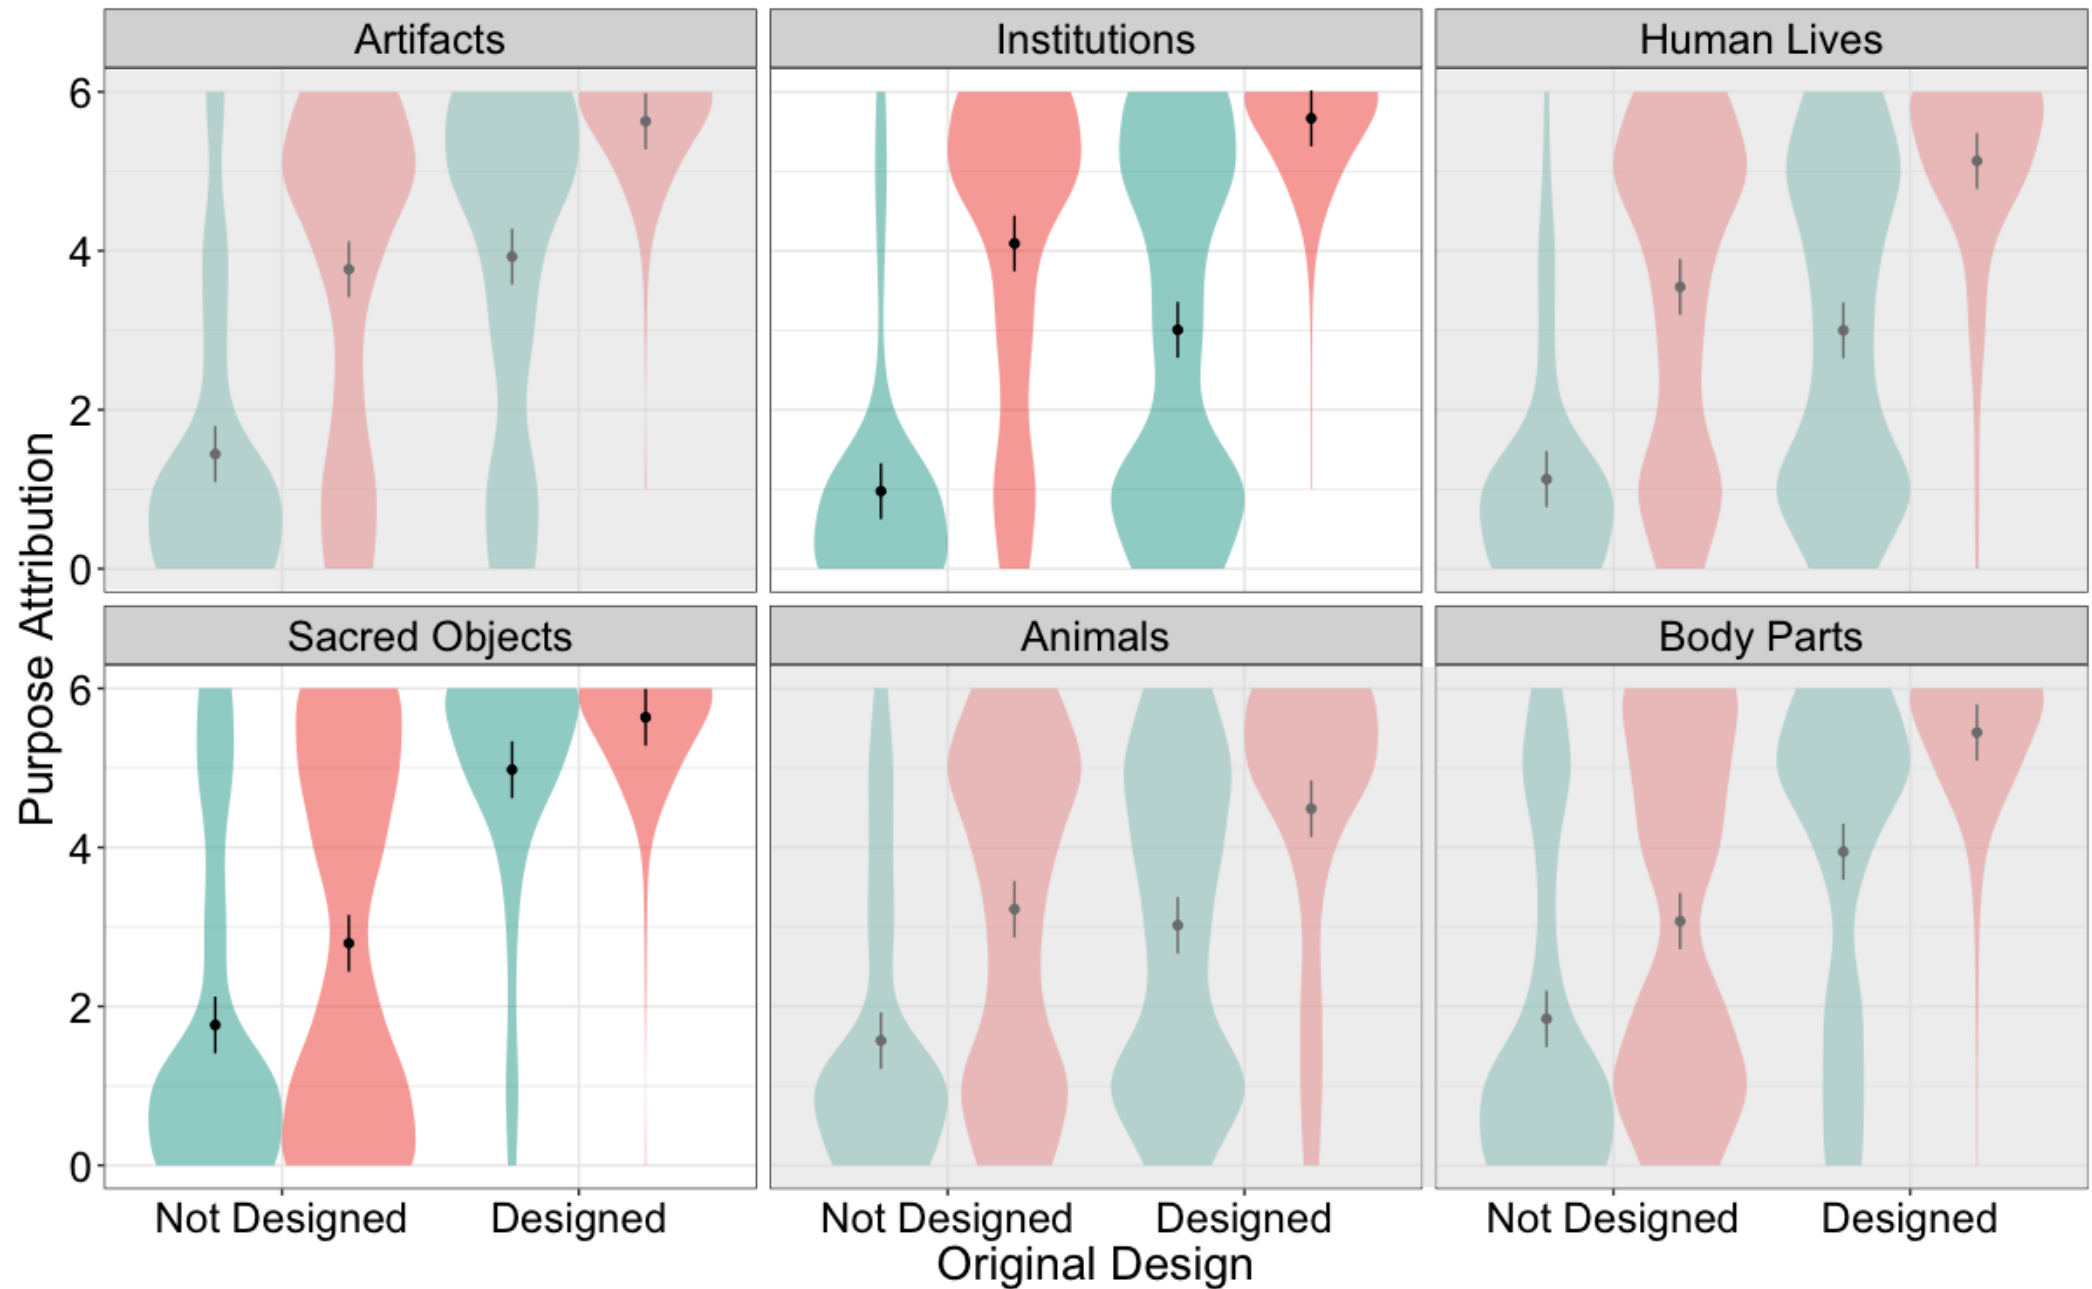 Artifacts
Institutions
Human Lives
6
4
2
0
Sacred Objects
Animals
Body Parts
6
4
2
0
Purpose Attribution
Not Designed Designed
Not Designed Designed
Not Designed Designed
Original Design